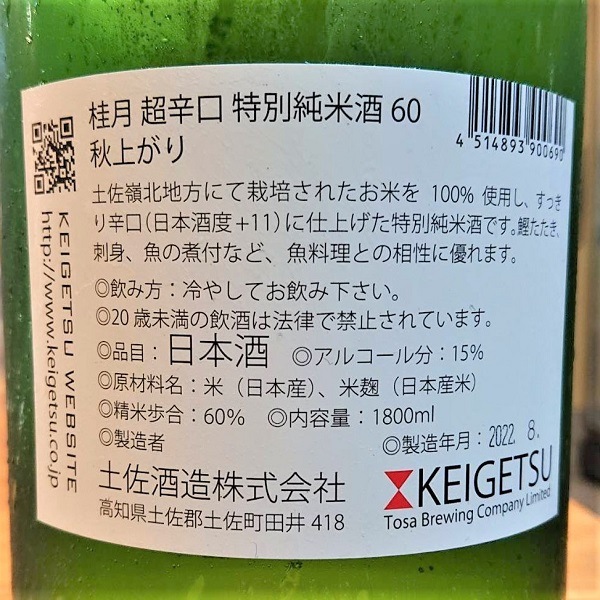 桂月 超辛口 特別純米酒 60
秋上がり
4 514893 900690
土佐嶺北地方にて栽培されたお米を 100% 使用し、すっき
り辛口(日本酒度+11)に仕上げた特別純米酒です。鰹たたき、
刺身、魚の煮付など、魚料理との相性に優れます。
◎飲み方：冷やしてお飲み下さい。
◎20 歳未満の飲酒は法律で禁止されています。
◎品目：日本酒 ◎アルコール分：15%
◎原材料名：米（日本産）、米麹（日本産米）
◎精米歩合：60% ◎内容量：1800ml
◎製造者 ◎製造年月：2022. 8.
土佐酒造株式会社
高知県土佐郡土佐町田井 418
KEIGETSU
Tosa Brewing Company Limited
KEIGETSU WEBSITE
http://www.keigetsu.co.jp